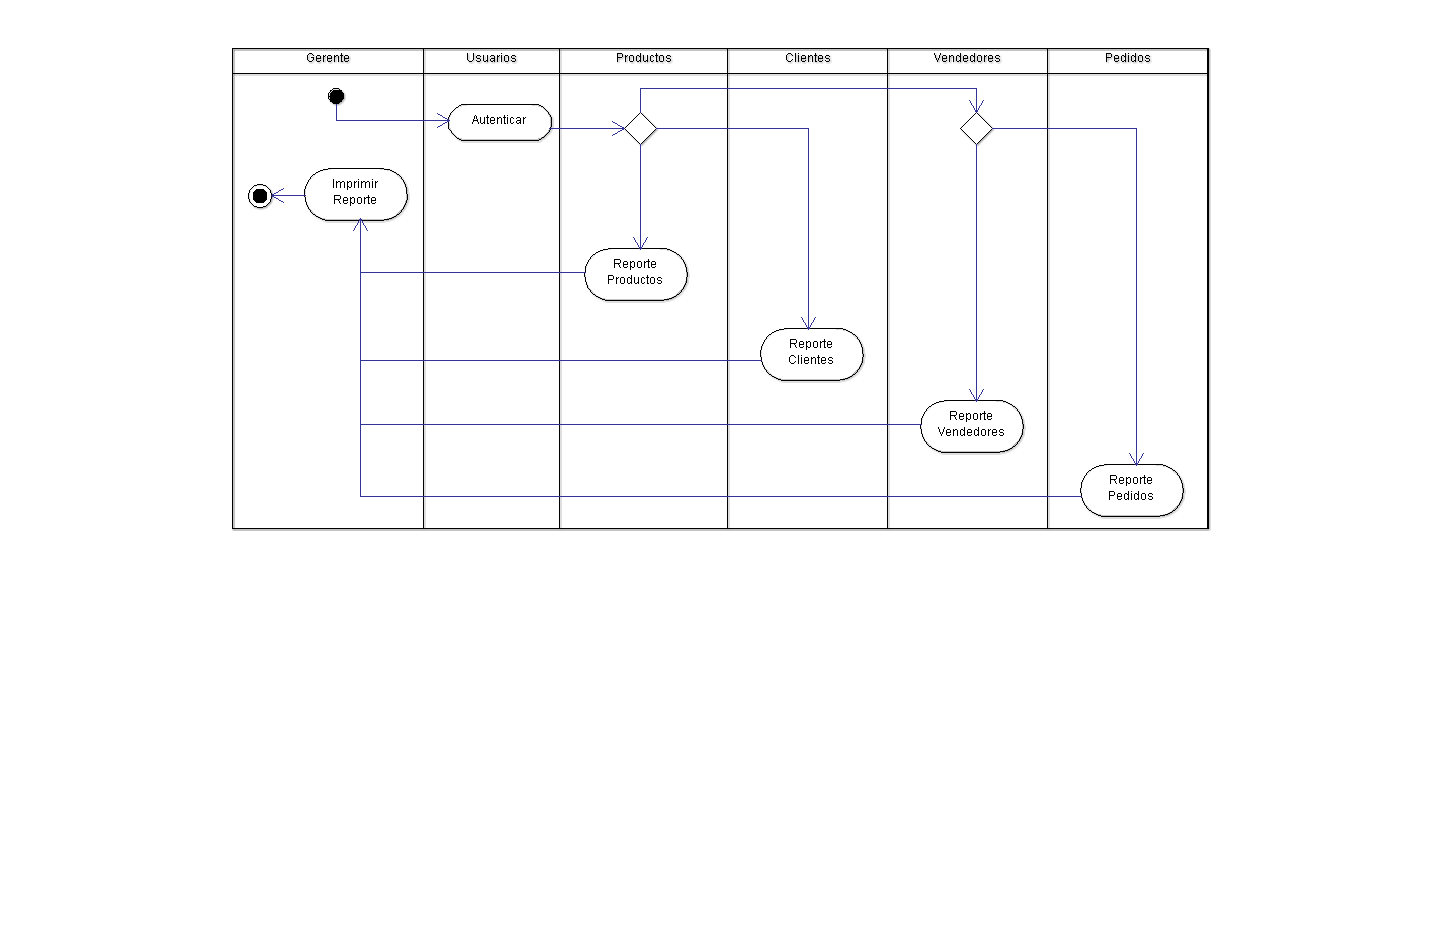 Gerente
Usuarios
Productos
Clientes
Vendedores
Pedidos
Autenticar
Imprimir
Reporte
Reporte
Productos
Reporte
Clientes
Reporte
Vendedores
Reporte
Pedidos